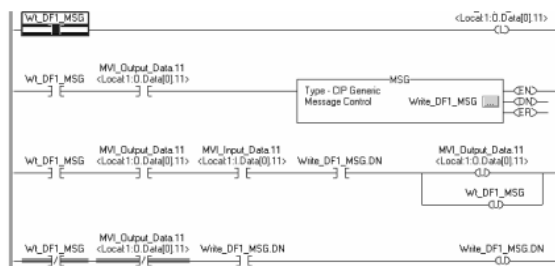 Wt_DF1_MSG <Local:1:O.Data[0].11>
(L)
MVI_Output_Data.11 MSG
Wt_DF1_MSG <Local:1:O.Data[0].11> Type - CIP Generic (EN)
Message Control Write_DF1_MSG ... (DN)
(ER)
MVI_Output_Data.11 MVI_Input_Data.11 MVI_Output_Data.11
Wt_DF1_MSG <Local:1:O.Data[0].11> <Local:1:I.Data[0].11> Write_DF1_MSG.DN <Local:1:O.Data[0].11>
(U)
Wt_DF1_MSG
(U)
MVI_Output_Data.11
Wt_DF1_MSG <Local:1:O.Data[0].11> Write_DF1_MSG.DN Write_DF1_MSG.DN
(U)